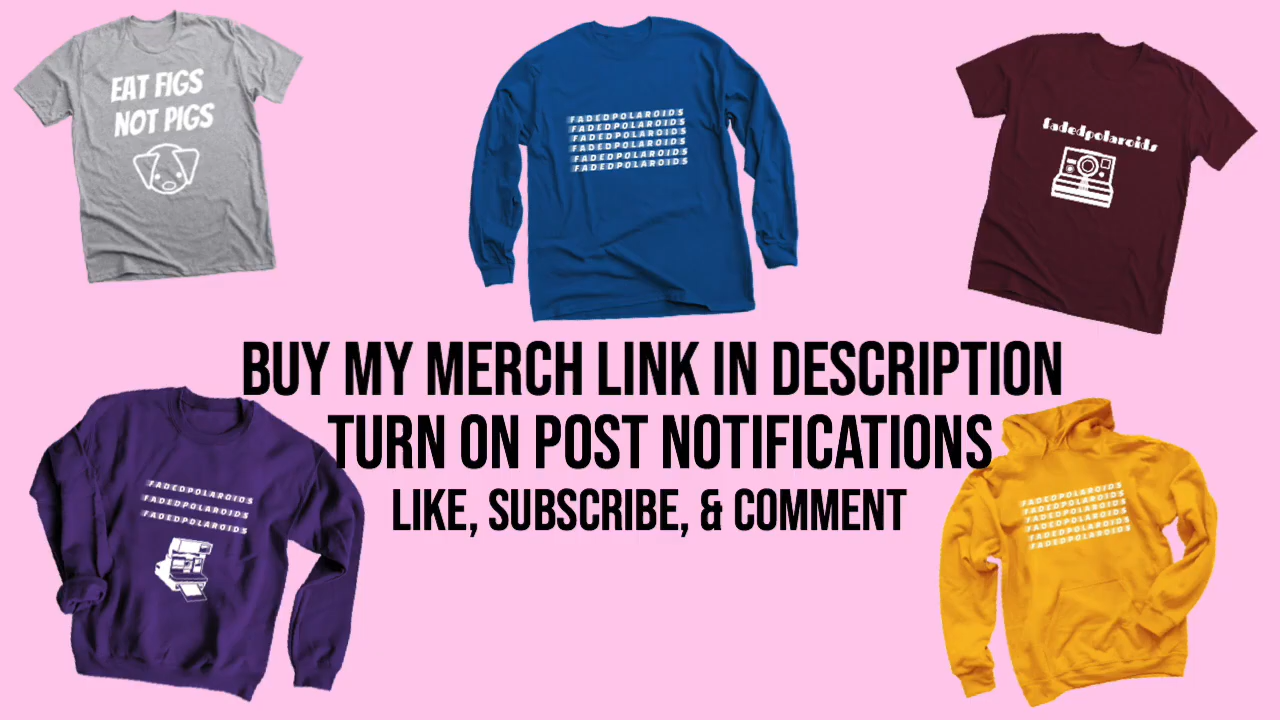 EAT FIGS
NOT PIGS
FADEDPOLAROIDS
FADEDPOLAROIDS
FADEDPOLAROIDS
FADEDPOLAROIDS
FADEDPOLAROIDS
FADEDPOLAROIDS
fadedpolaroids
BUY MY MERCH LINK IN DESCRIPTION
TURN ON POST NOTIFICATIONS
LIKE, SUBSCRIBE, & COMMENT
FADEDPOLAROIDS
FADEDPOLAROIDS
FADEDPOLAROIDS
FADEDPOLAROIDS
FADEDPOLAROIDS
FADEDPOLAROIDS
FADEDPOLAROIDS
FADEDPOLAROIDS